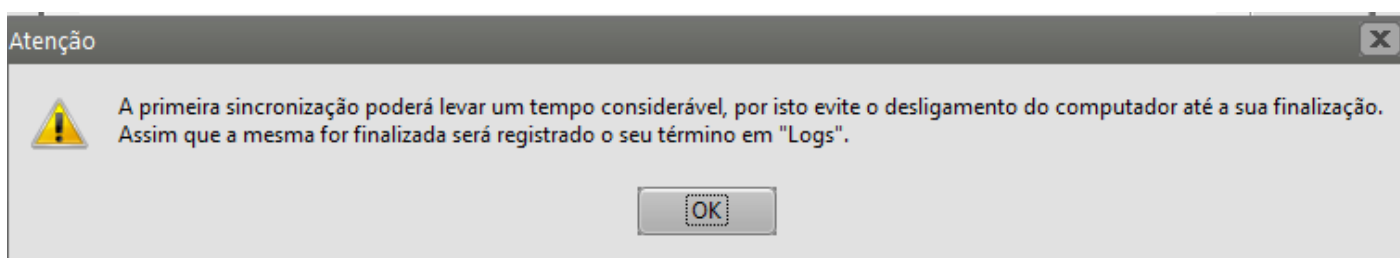 Atenção
A primeira sincronização poderá levar um tempo considerável, por isto evite o desligamento do computador até a sua finalização.
Assim que a mesma for finalizada será registrado o seu término em "Logs".
OK